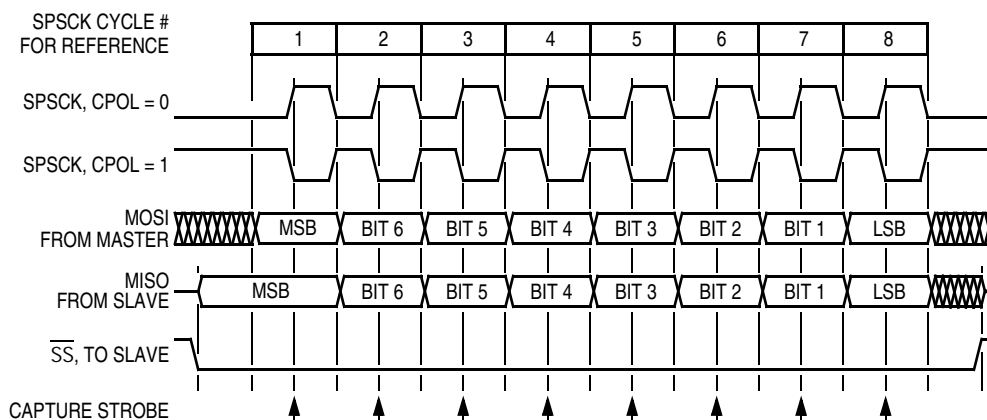 SPSCK CYCLE #
FOR REFERENCE
1 2 3 4 5 6 7 8
SPSCK, CPOL = 0
SPSCK, CPOL = 1
MOSI
FROM MASTER
MSB BIT 6 BIT 5 BIT 4 BIT 3 BIT 2 BIT 1 LSB
MISO
FROM SLAVE
MSB BIT 6 BIT 5 BIT 4 BIT 3 BIT 2 BIT 1 LSB
SS, TO SLAVE
CAPTURE STROBE